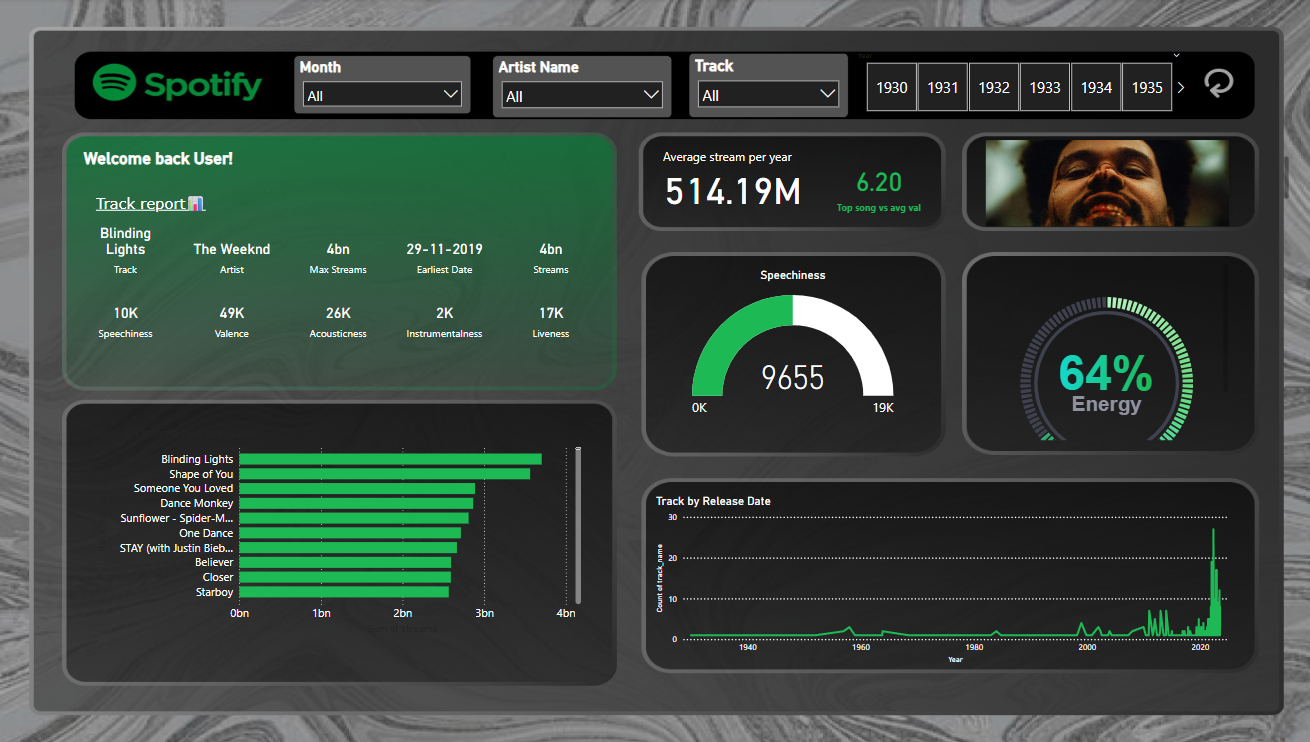 Spotify
Month
All
Artist Name
All
Track
All
1930 1931 1932 1933 1934 1935
Welcome back User!
Track report
Blinding Lights
Track
The Weeknd
Artist
4bn
Max Streams
29-11-2019
Earliest Date
4bn
Streams
10K
Speechiness
49K
Valence
26K
Acousticness
2K
Instrumentalness
17K
Liveness
Average stream per year
514.19M
6.20
Top song vs avg val
Speechiness
9655
0K 19K
64%
Energy
Blinding Lights
Shape of You
Someone You Loved
Dance Monkey
Sunflower - Spider-M...
One Dance
STAY (with Justin Bieb...
Believer
Closer
Starboy
0bn 1bn 2bn 3bn 4bn
Track by Release Date
Count of track_name
30
20
10
0
1940 1960 1980 2000 2020
Year